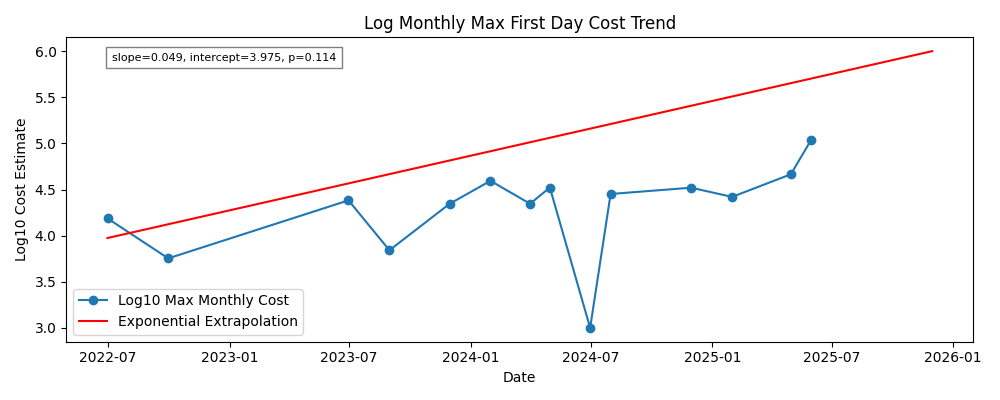 Log Monthly Max First Day Cost Trend
slope=0.049, intercept=3.975, p=0.114
Log10 Cost Estimate
6.0
5.5
5.0
4.5
4.0
3.5
3.0
Log10 Max Monthly Cost
Exponential Extrapolation
2022-07 2023-01 2023-07 2024-01 2024-07 2025-01 2025-07 2026-01
Date